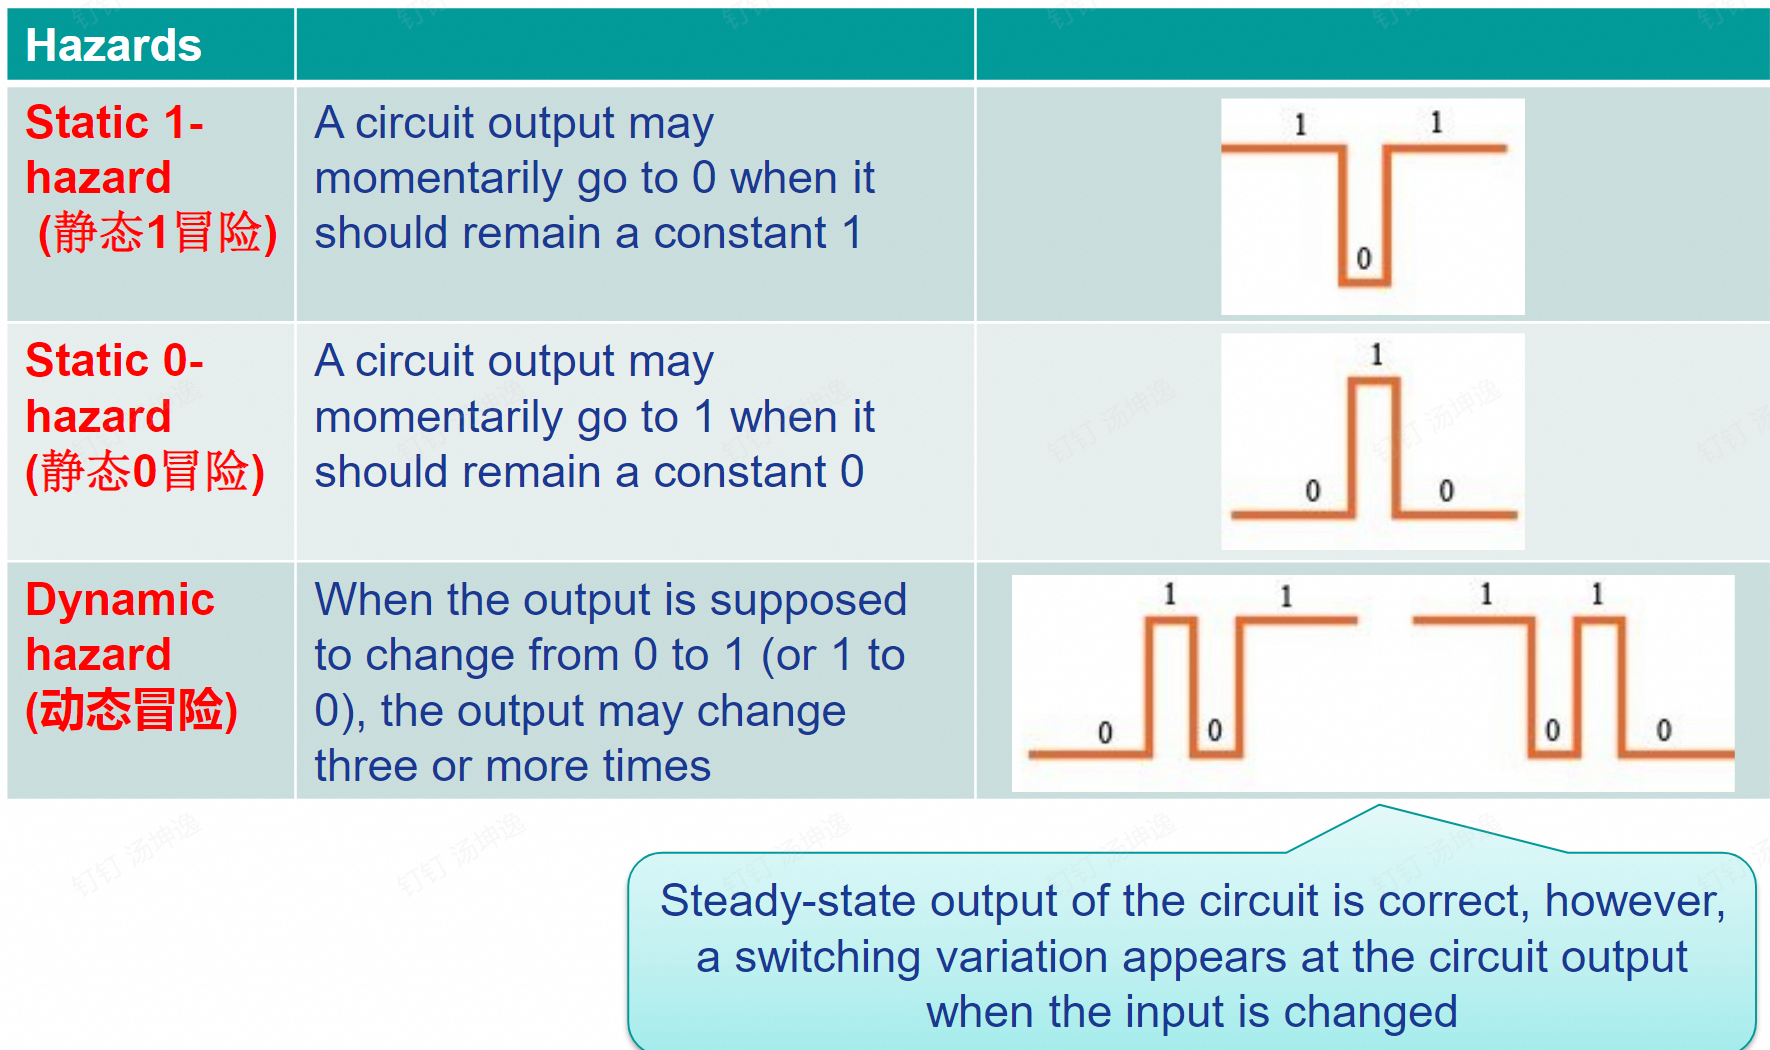 Hazards
Static 1-
hazard
(静态1冒险)
A circuit output may
momentarily go to 0 when it
should remain a constant 1
1 1
0
Static 0-
hazard
(静态0冒险)
A circuit output may
momentarily go to 1 when it
should remain a constant 0
1
0 0
Dynamic
hazard
(动态冒险)
When the output is supposed
to change from 0 to 1 (or 1 to
0), the output may change
three or more times
1 1 1 1
0 0 0 0
Steady-state output of the circuit is correct, however,
a switching variation appears at the circuit output
when the input is changed
钉钉 汤坤逸